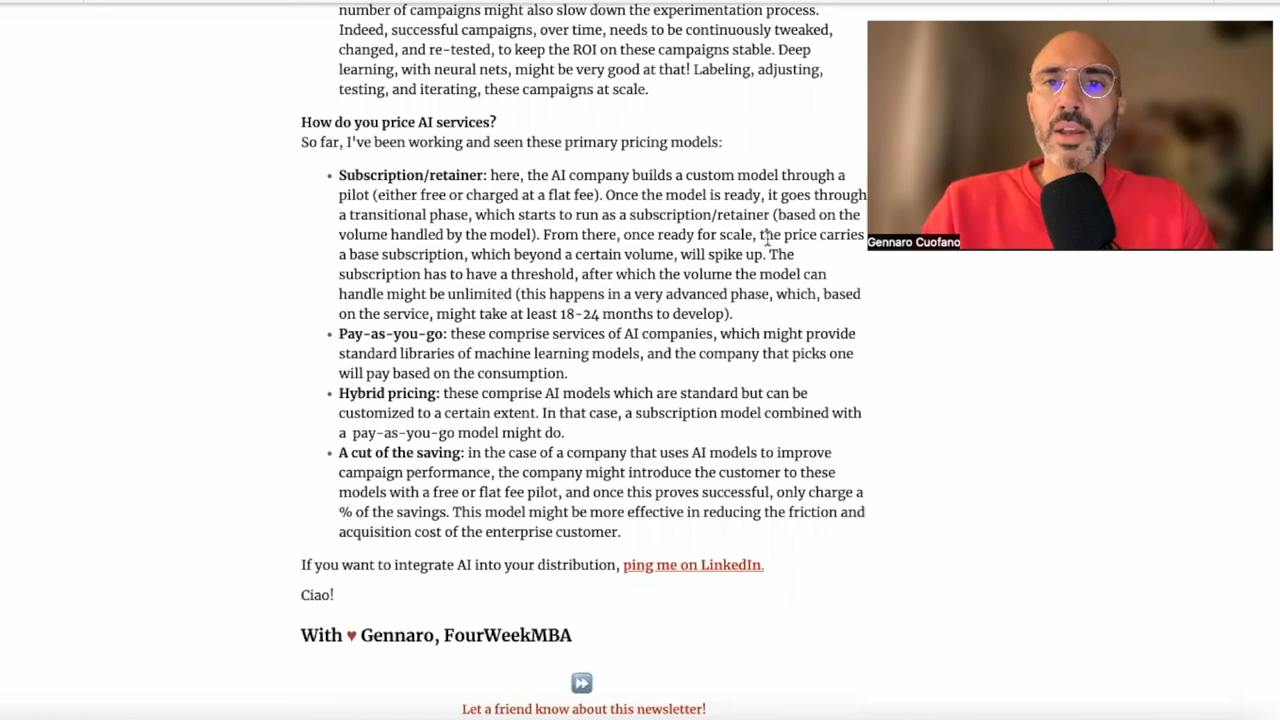 number of campaigns might also slow down the experimentation process.
Indeed, successful campaigns, over time, needs to be continuously tweaked,
changed, and re-tested, to keep the ROI on these campaigns stable. Deep
learning, with neural nets, might be very good at that! Labeling, adjusting,
testing, and iterating, these campaigns at scale.
How do you price AI services?
So far, I've been working and seen these primary pricing models:
• Subscription/retainer: here, the AI company builds a custom model through a
pilot (either free or charged at a flat fee). Once the model is ready, it goes through
a transitional phase, which starts to run as a subscription/retainer (based on the
volume handled by the model). From there, once ready for scale, the price carries
a base subscription, which beyond a certain volume, will spike up. The
subscription has to have a threshold, after which the volume the model can
handle might be unlimited (this happens in a very advanced phase, which, based
on the service, might take at least 18-24 months to develop).
• Pay-as-you-go: these comprise services of AI companies, which might provide
standard libraries of machine learning models, and the company that picks one
will pay based on the consumption.
• Hybrid pricing: these comprise AI models which are standard but can be
customized to a certain extent. In that case, a subscription model combined with
a pay-as-you-go model might do.
• A cut of the saving: in the case of a company that uses AI models to improve
campaign performance, the company might introduce the customer to these
models with a free or flat fee pilot, and once this proves successful, only charge a
% of the savings. This model might be more effective in reducing the friction and
acquisition cost of the enterprise customer.
If you want to integrate AI into your distribution, ping me on LinkedIn.
Ciao!
With ♥ Gennaro, FourWeekMBA
Let a friend know about this newsletter!
Gennaro Cuofano